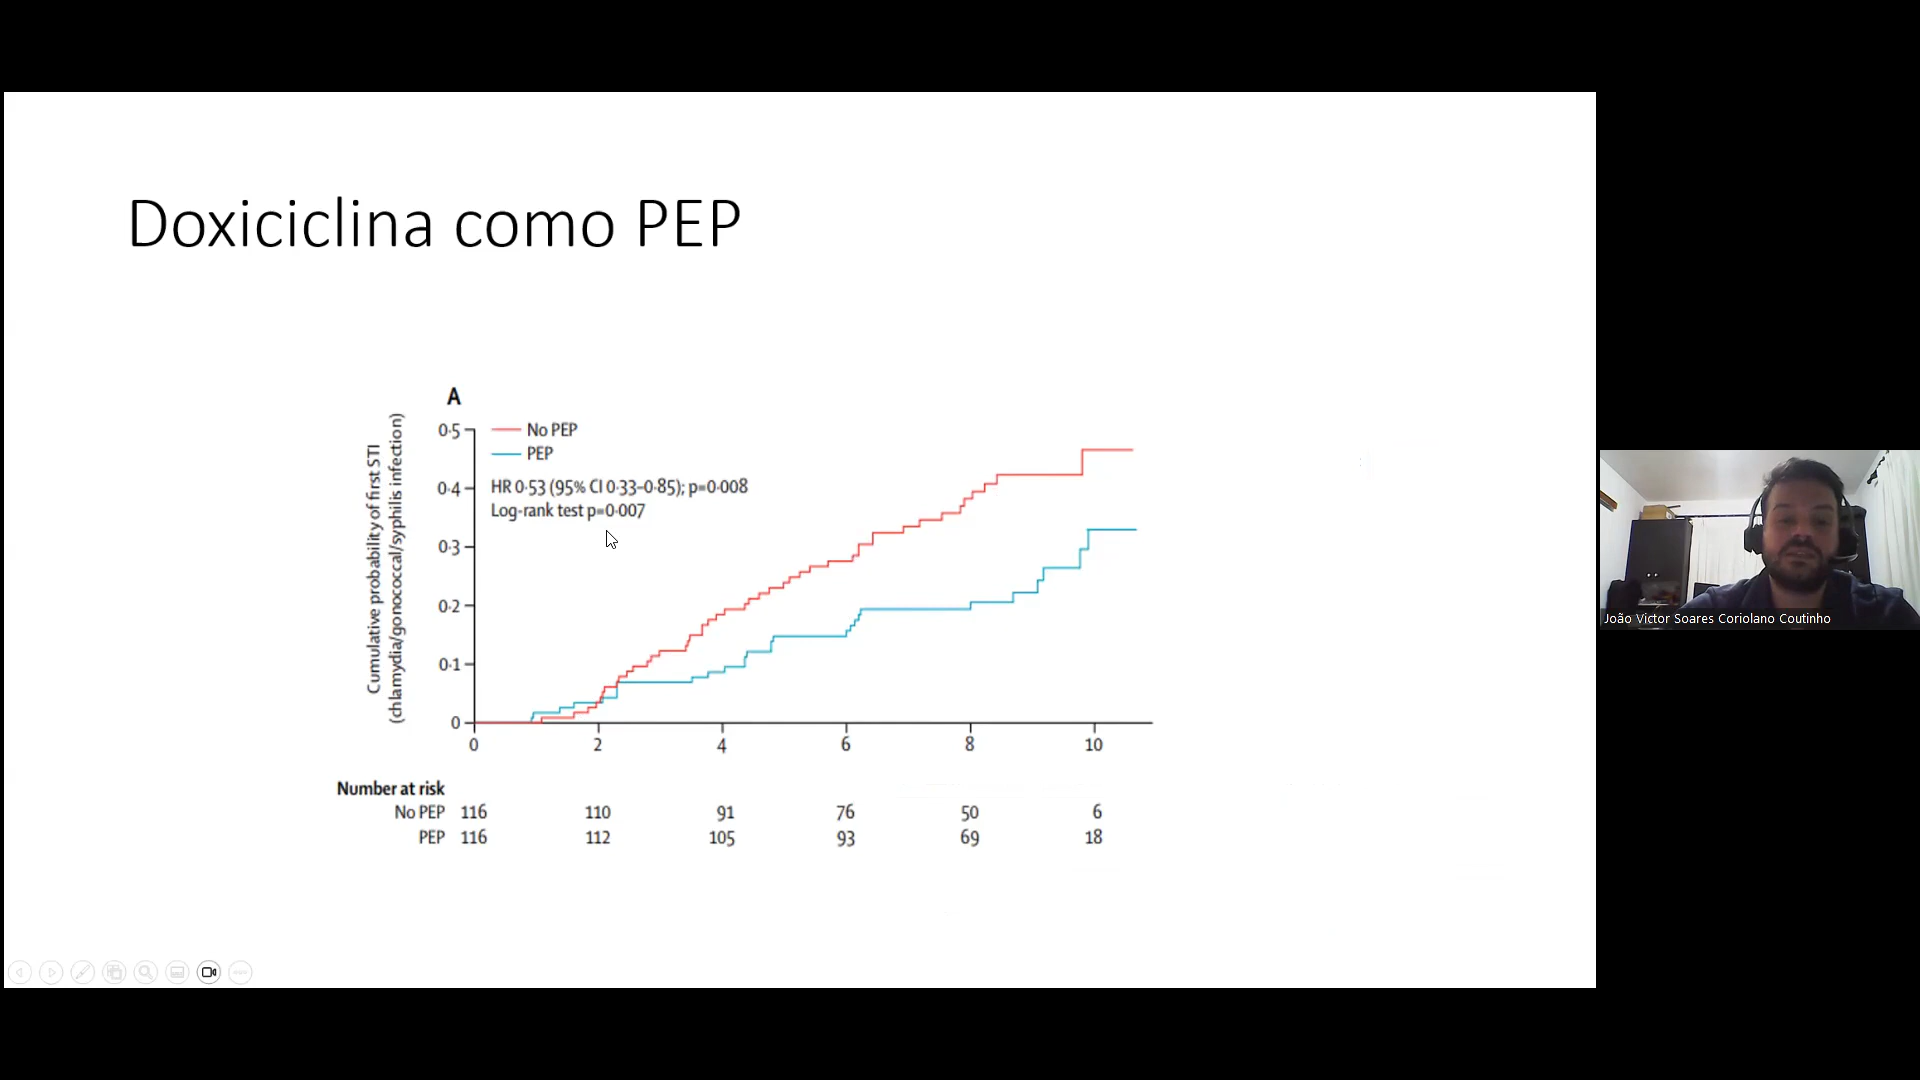 Doxiciclina como PEP
A
Cumulative probability of first STI
(chlamydia/gonococcal/syphilis infection)
0·5
0·4
0·3
0·2
0·1
0
No PEP
PEP
HR 0·53 (95% CI 0·33–0·85); p=0·008
Log-rank test p=0·007
0 2 4 6 8 10
Number at risk
No PEP 116 110 91 76 50 6
PEP 116 112 105 93 69 18
João Victor Soares Coriolano Coutinho